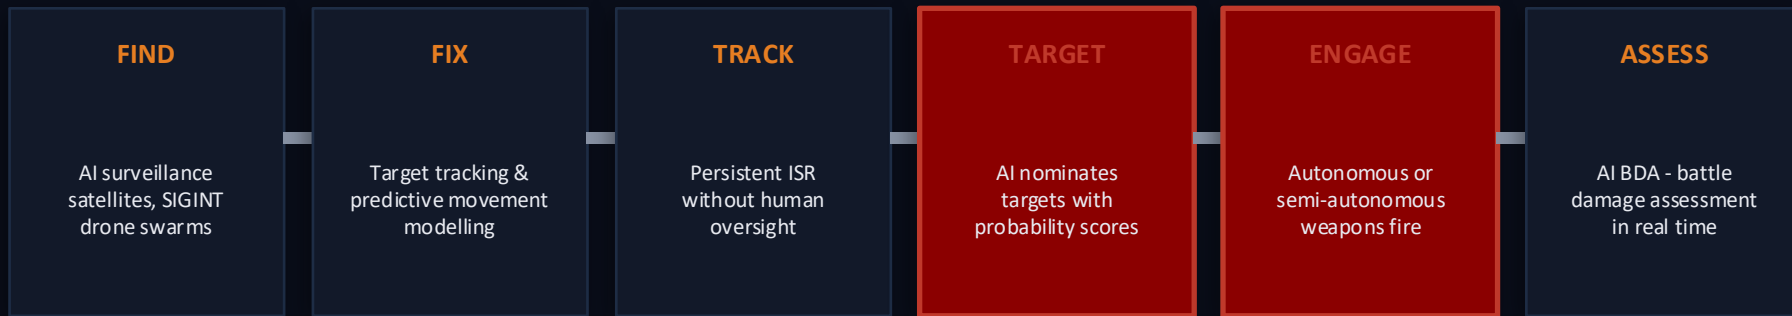 FIND
AI surveillance
satellites, SIGINT
drone swarms
FIX
Target tracking &
predictive movement
modelling
TRACK
Persistent ISR
without human
oversight
TARGET
AI nominates
targets with
probability scores
ENGAGE
Autonomous or
semi-autonomous
weapons fire
ASSESS
AI BDA - battle
damage assessment
in real time